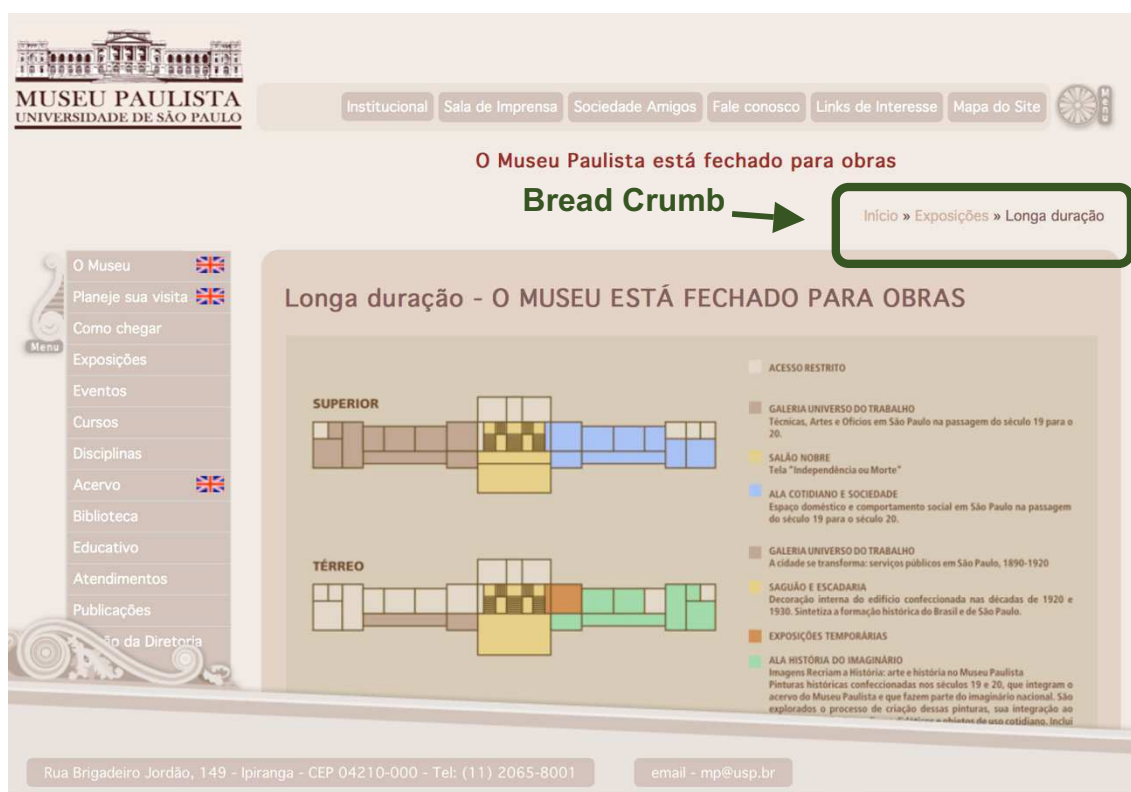 MUSEU PAULISTA
UNIVERSIDADE DE SÃO PAULO
Institucional
Sala de Imprensa
Sociedade Amigos
Fale conosco
Links de Interesse
Mapa do Site
Menu
O Museu Paulista está fechado para obras
Bread Crumb
Início » Exposições » Longa duração
O Museu
Planeje sua visita
Como chegar
Exposições
Eventos
Cursos
Disciplinas
Acervo
Biblioteca
Educativo
Atendimentos
Publicações
da Diretoria
Menu
Longa duração - O MUSEU ESTÁ FECHADO PARA OBRAS
SUPERIOR
TÉRREO
ACESSO RESTRITO
GALERIA UNIVERSO DO TRABALHO
Técnicas, Artes e Ofícios em São Paulo na passagem do século 19 para o
20.
SALÃO NOBRE
Tela "Independência ou Morte"
ALA COTIDIANO E SOCIEDADE
Espaço doméstico e comportamento social em São Paulo na passagem
do século 19 para o século 20.
GALERIA UNIVERSO DO TRABALHO
A cidade se transforma: serviços públicos em São Paulo, 1890-1920
SAGUÃO E ESCADARIA
Decoração interna do edifício confeccionada nas décadas de 1920 e
1930. Sintetiza a formação histórica do Brasil e de São Paulo.
EXPOSIÇÕES TEMPORÁRIAS
ALA HISTÓRIA DO IMAGINÁRIO
Imagens Recriam a História: arte e história no Museu Paulista
Pinturas históricas confeccionadas nos séculos 19 e 20, que integram o
acervo do Museu Paulista e que fazem parte do imaginário nacional. São
explorados o processo de criação dessas pinturas, sua integração ao
objetos de uso cotidiano. Inclui
Rua Brigadeiro Jordão, 149 - Ipiranga - CEP 04210-000 - Tel: (11) 2065-8001
email - mp@usp.br